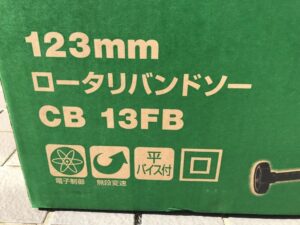 123mm
ロータリバンドソー
CB 13FB
電子制御
無段変速
平
バイス付